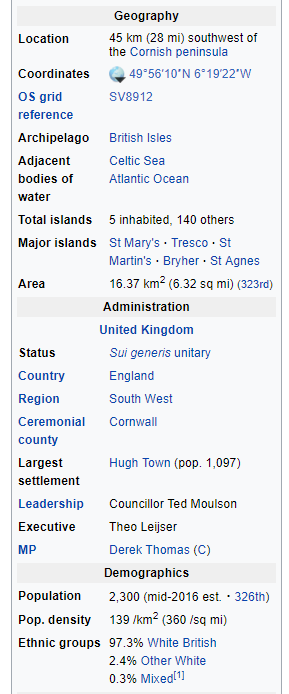 Geography
Location 45 km (28 mi) southwest of
the Cornish peninsula
Coordinates 49°56′10″N 6°19′22″W
OS grid reference SV8912
Archipelago British Isles
Adjacent bodies of water Celtic Sea
Atlantic Ocean
Total islands 5 inhabited, 140 others
Major islands St Mary's · Tresco · St
Martin's · Bryher · St Agnes
Area 16.37 km2 (6.32 sq mi) (323rd)
Administration
United Kingdom
Status Sui generis unitary
Country England
Region South West
Ceremonial county Cornwall
Largest settlement Hugh Town (pop. 1,097)
Leadership Councillor Ted Moulson
Executive Theo Leijser
MP Derek Thomas (C)
Demographics
Population 2,300 (mid-2016 est. · 326th)
Pop. density 139 /km2 (360 /sq mi)
Ethnic groups 97.3% White British
2.4% Other White
0.3% Mixed[1]